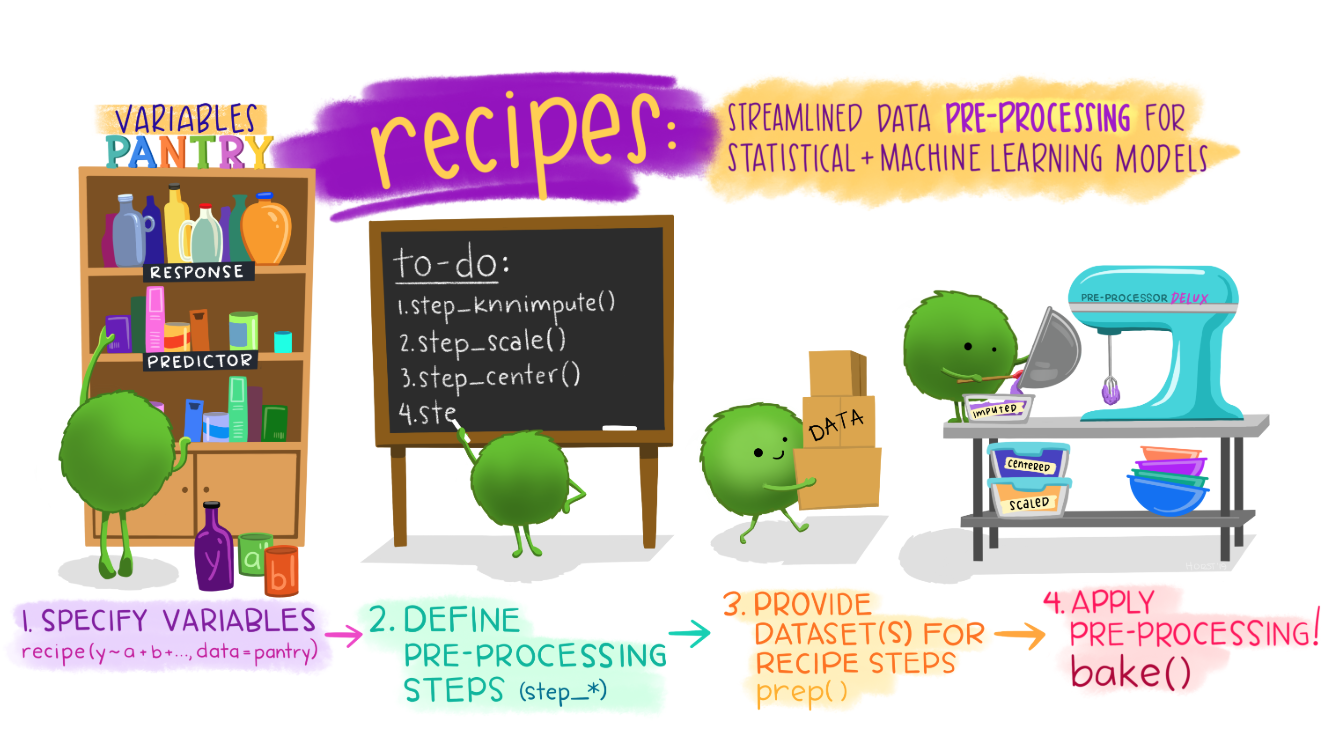 VARIABLES
PANTRY
recipes:
STREAMLINED DATA PRE-PROCESSING FOR
STATISTICAL + MACHINE LEARNING MODELS
RESPONSE
PREDICTOR
y
a
b
to-do:
1.step_knnimpute()
2.step_scale()
3.step_center()
4.ste
DATA
PRE-PROCESSOR DELUX
IMPUTED
CENTERED
SCALED
1. SPECIFY VARIABLES
recipe(y~a+b+..., data=pantry)
2. DEFINE
PRE-PROCESSING
STEPS (step_*)
3. PROVIDE
DATASET(S) FOR
RECIPE STEPS
prep()
4. APPLY
PRE-PROCESSING!
bake()